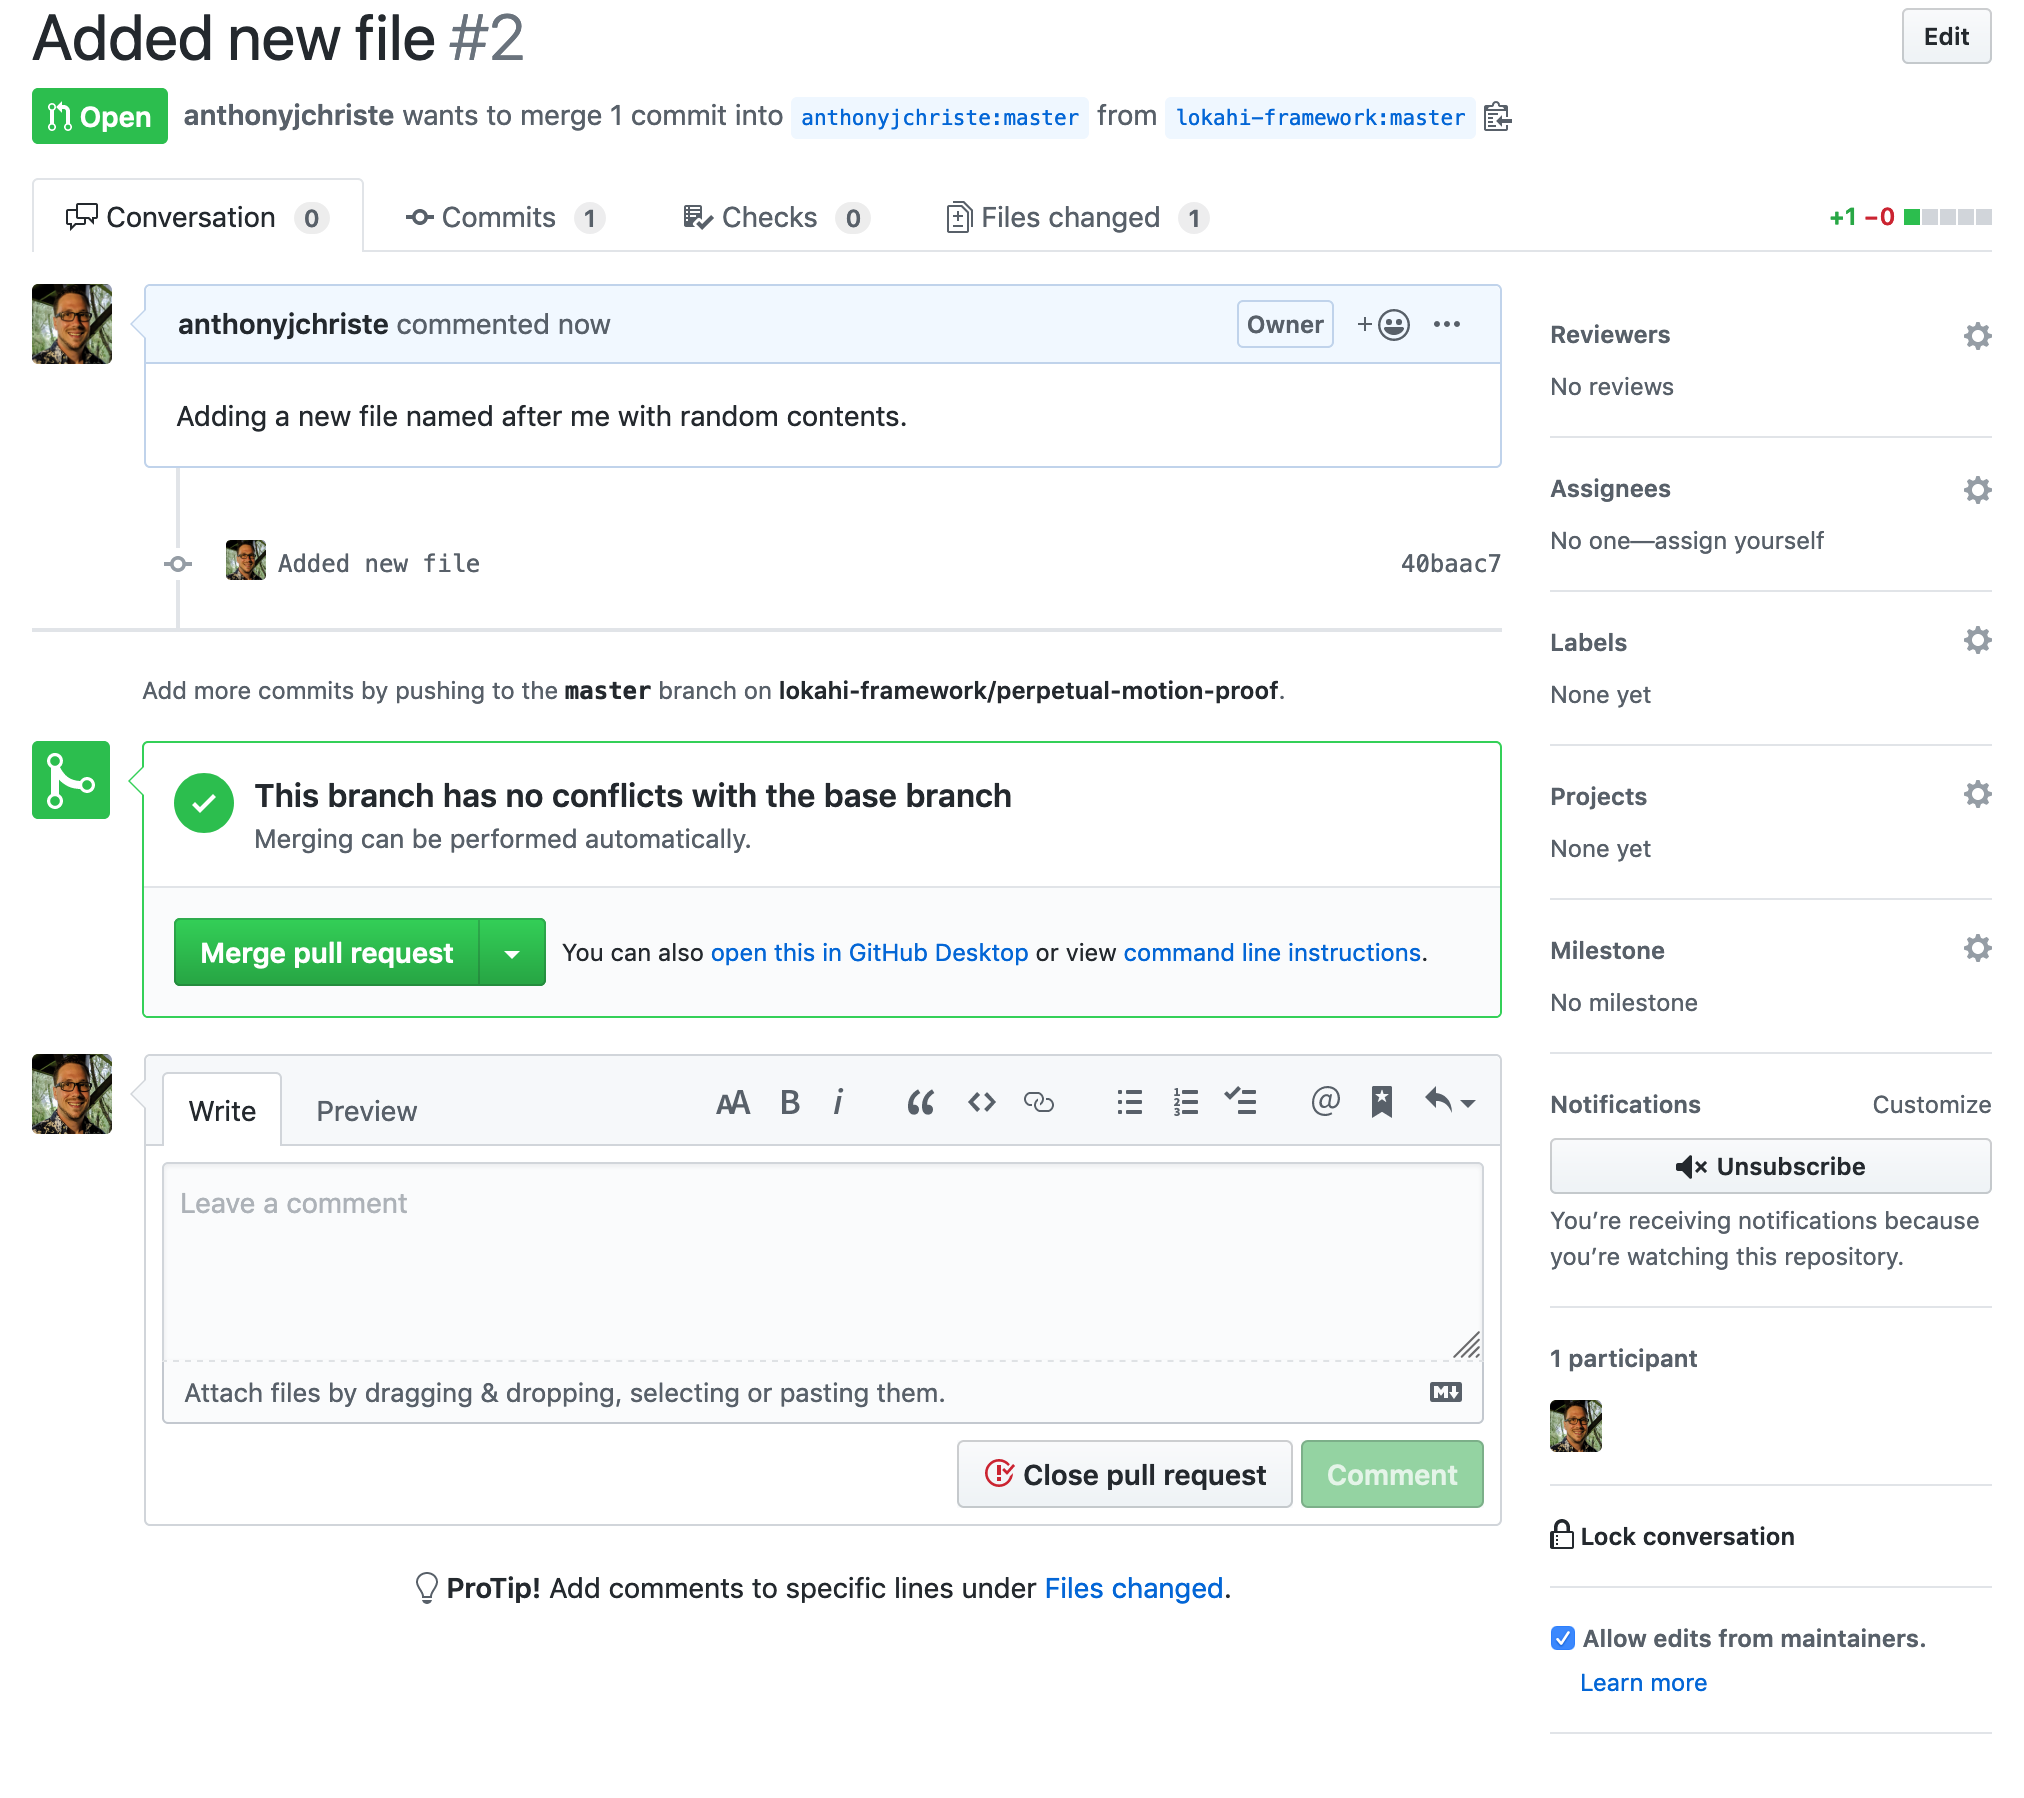 Added new file #2
Edit
Open
anthonyjchriste wants to merge 1 commit into anthonyjchriste:master from lokahi-framework:master
Conversation 0
Commits 1
Checks 0
Files changed 1
+1 −0
anthonyjchriste commented now
Owner
Adding a new file named after me with random contents.
Added new file
40baac7
Add more commits by pushing to the master branch on lokahi-framework/perpetual-motion-proof.
This branch has no conflicts with the base branch
Merging can be performed automatically.
Merge pull request
You can also open this in GitHub Desktop or view command line instructions.
Write
Preview
Leave a comment
Attach files by dragging & dropping, selecting or pasting them.
Close pull request
Comment
ProTip! Add comments to specific lines under Files changed.
Reviewers
No reviews
Assignees
No one—assign yourself
Labels
None yet
Projects
None yet
Milestone
No milestone
Notifications
Customize
Unsubscribe
You’re receiving notifications because
you’re watching this repository.
1 participant
Lock conversation
Allow edits from maintainers.
Learn more